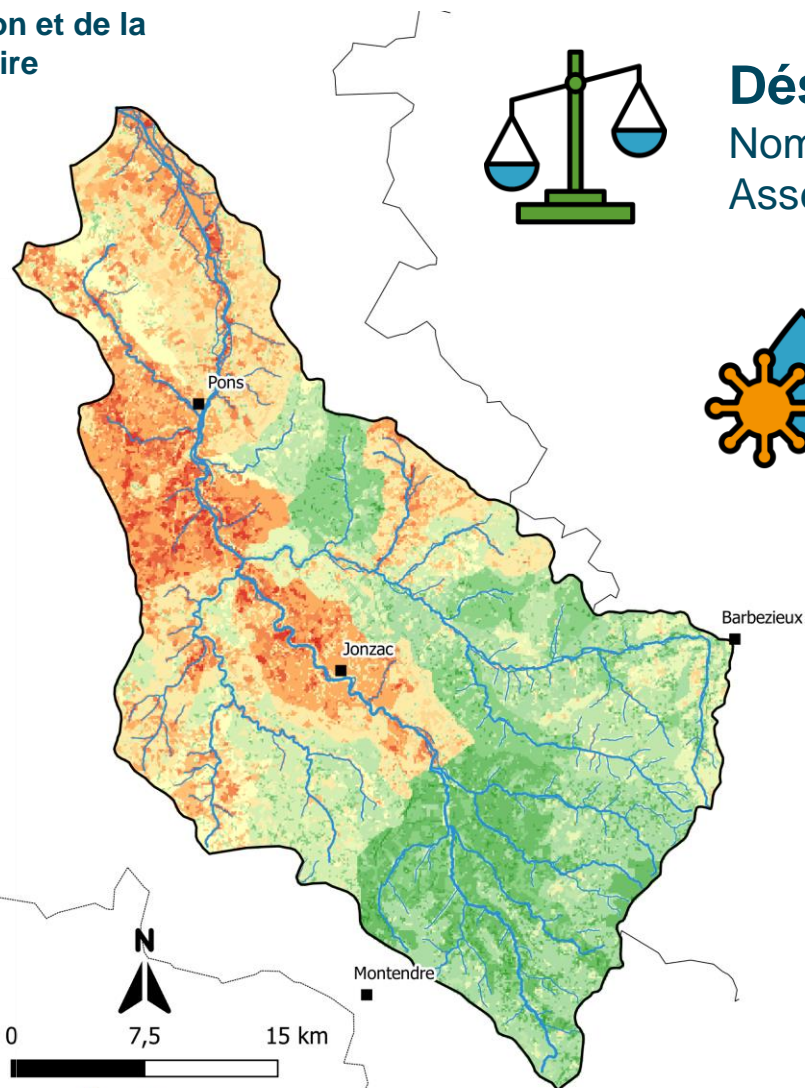 on et de la
ire
Dés
Nom
Asso
Pons
Jonzac
Barbezieux
Montendre
N
0 7,5 15 km